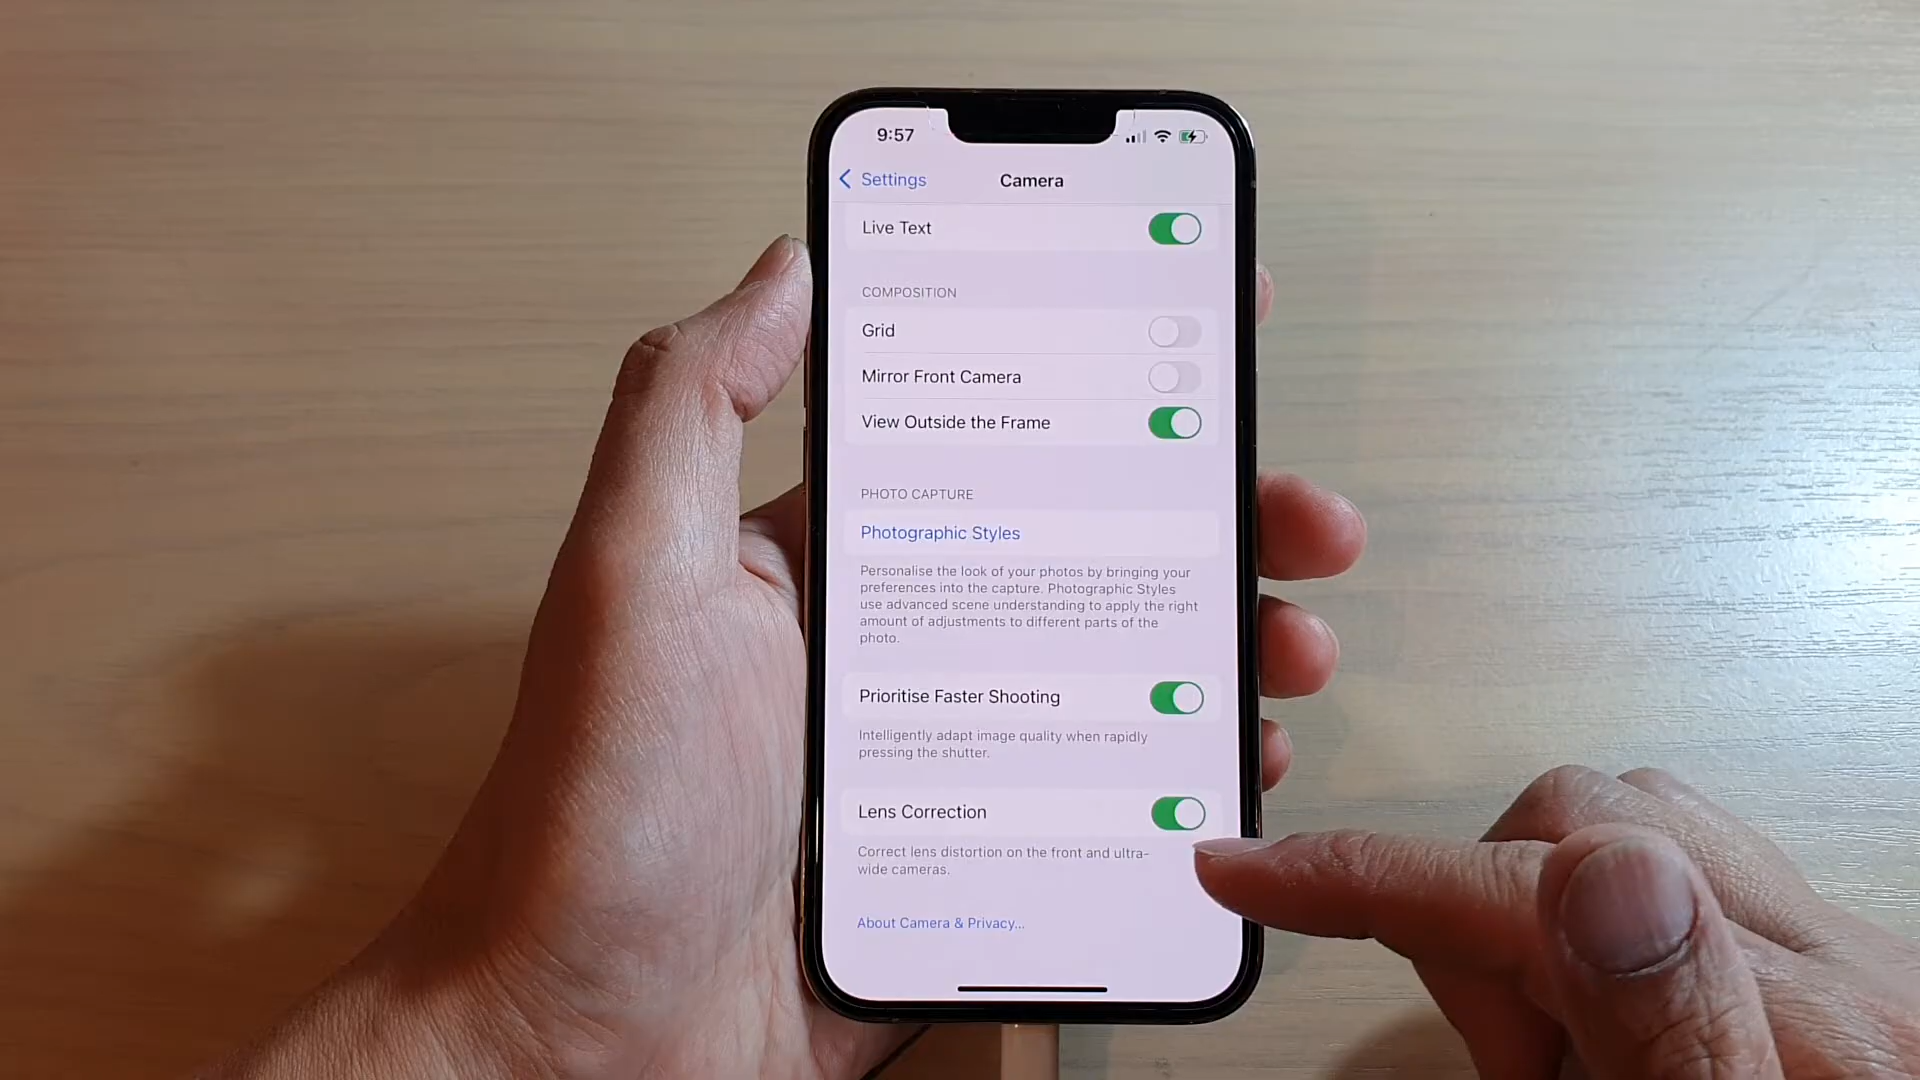 9:57
Settings
Camera
Live Text
COMPOSITION
Grid
Mirror Front Camera
View Outside the Frame
PHOTO CAPTURE
Photographic Styles
Personalise the look of your photos by bringing your
preferences into the capture. Photographic Styles
use advanced scene understanding to apply the right
amount of adjustments to different parts of the
photo.
Prioritise Faster Shooting
Intelligently adapt image quality when rapidly
pressing the shutter.
Lens Correction
Correct lens distortion on the front and ultra-
wide cameras.
About Camera & Privacy...